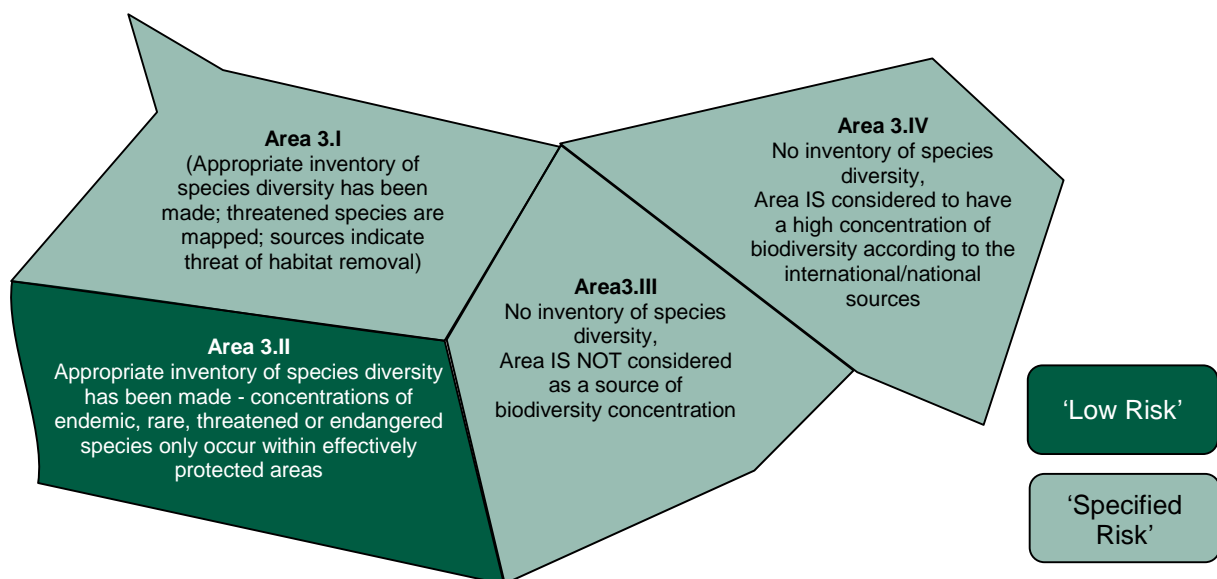 Area 3.I
(Appropriate inventory of
species diversity has been
made; threatened species are
mapped; sources indicate
threat of habitat removal)
Area 3.IV
No inventory of species
diversity,
Area IS considered to have
a high concentration of
biodiversity according to the
international/national
sources
Area3.III
No inventory of species
diversity,
Area IS NOT considered
as a source of
biodiversity concentration
Area 3.II
Appropriate inventory of species diversity
has been made - concentrations of
endemic, rare, threatened or endangered
species only occur within effectively
protected areas
‘Low Risk’
‘Specified
Risk’